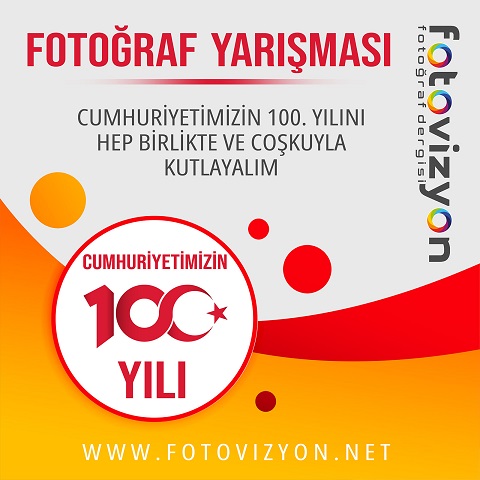 FOTOĞRAF YARIŞMASI
CUMHURİYETİMİZİN 100. YILINI
HEP BİRLİKTE VE COŞKUYLA
KUTLAYALIM
fotovizyon
fotoğraf dergisi
CUMHURİYETİMİZİN
100
YILI
WWW.FOTOVIZYON.NET